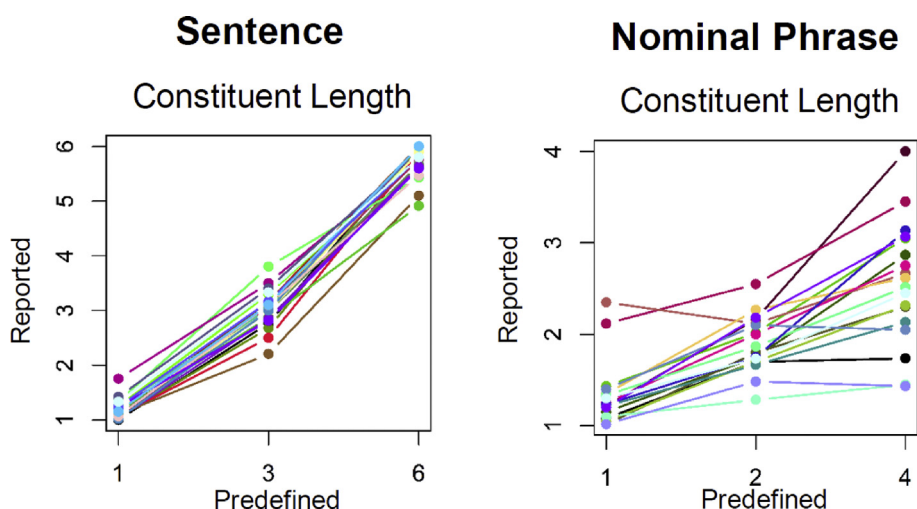 Sentence
Constituent Length
Reported
6
5
4
3
2
1
1 3 6
Predefined
Nominal Phrase
Constituent Length
Reported
4
3
2
1
1 2 4
Predefined